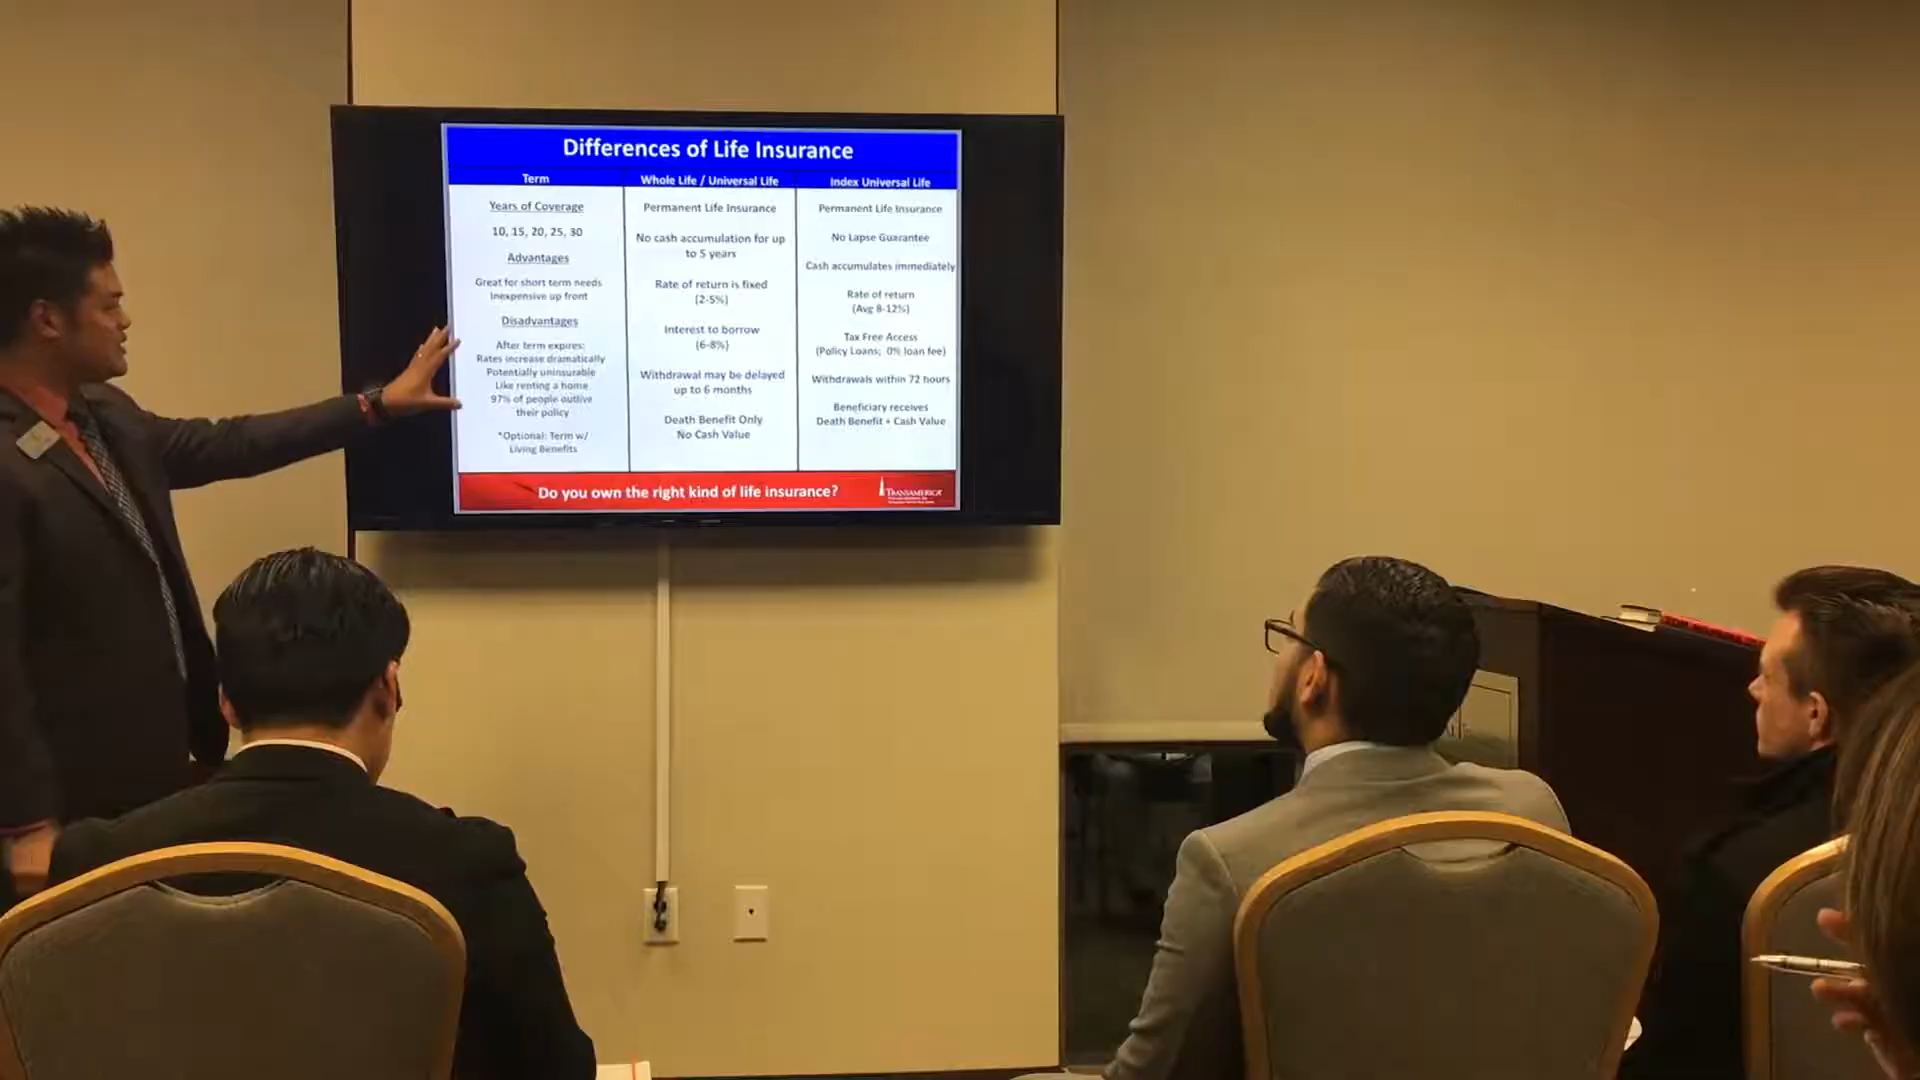 Differences of Life Insurance
Term
Years of Coverage
10, 15, 20, 25, 30
Advantages
Great for short term needs
Inexpensive up front
Disadvantages
After term expires:
Rates increase dramatically
Potentially uninsurable
Like renting a home
97% of people outlive
their policy
*Optional: Term w/
Living Benefits
Whole Life / Universal Life
Permanent Life Insurance
No cash accumulation for up
to 5 years
Rate of return is fixed
(2-5%)
Interest to borrow
(6-8%)
Withdrawal may be delayed
up to 6 months
Death Benefit Only
No Cash Value
Index Universal Life
Permanent Life Insurance
No Lapse Guarantee
Cash accumulates immediately
Rate of return
(Avg 8-12%)
Tax Free Access
(Policy Loans; 0% loan fee)
Withdrawals within 72 hours
Beneficiary receives
Death Benefit + Cash Value
Do you own the right kind of life insurance?
TRANSAMERICA